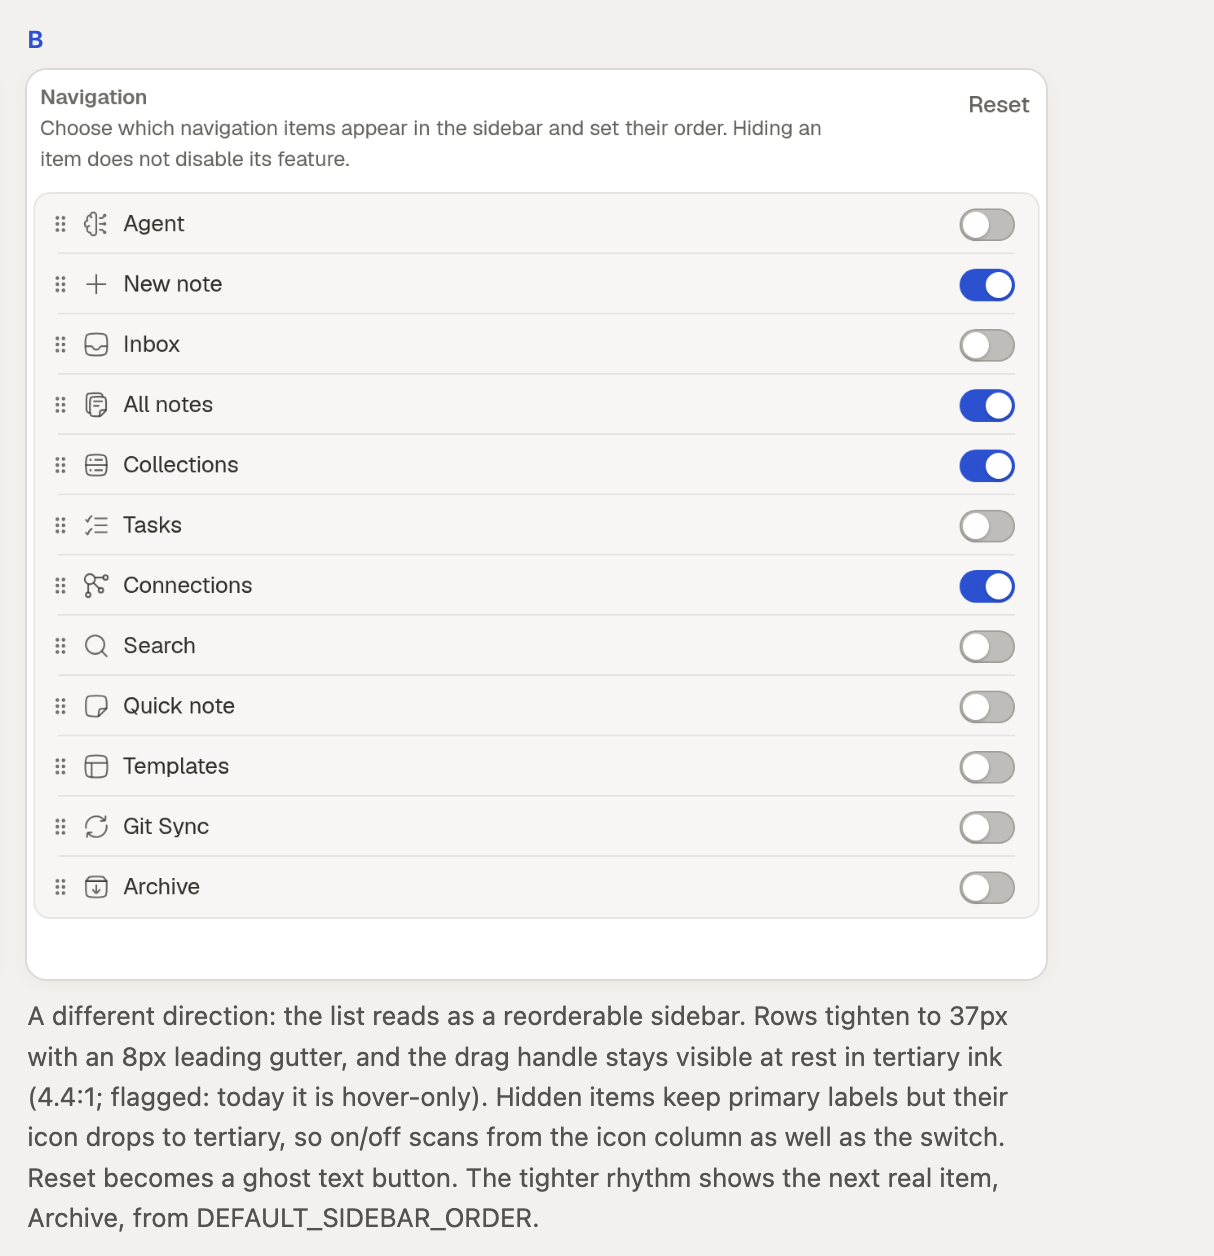 B
Navigation
Reset
Choose which navigation items appear in the sidebar and set their order. Hiding an
item does not disable its feature.
Agent
New note
Inbox
All notes
Collections
Tasks
Connections
Search
Quick note
Templates
Git Sync
Archive
A different direction: the list reads as a reorderable sidebar. Rows tighten to 37px
with an 8px leading gutter, and the drag handle stays visible at rest in tertiary ink
(4.4:1; flagged: today it is hover-only). Hidden items keep primary labels but their
icon drops to tertiary, so on/off scans from the icon column as well as the switch.
Reset becomes a ghost text button. The tighter rhythm shows the next real item,
Archive, from DEFAULT_SIDEBAR_ORDER.